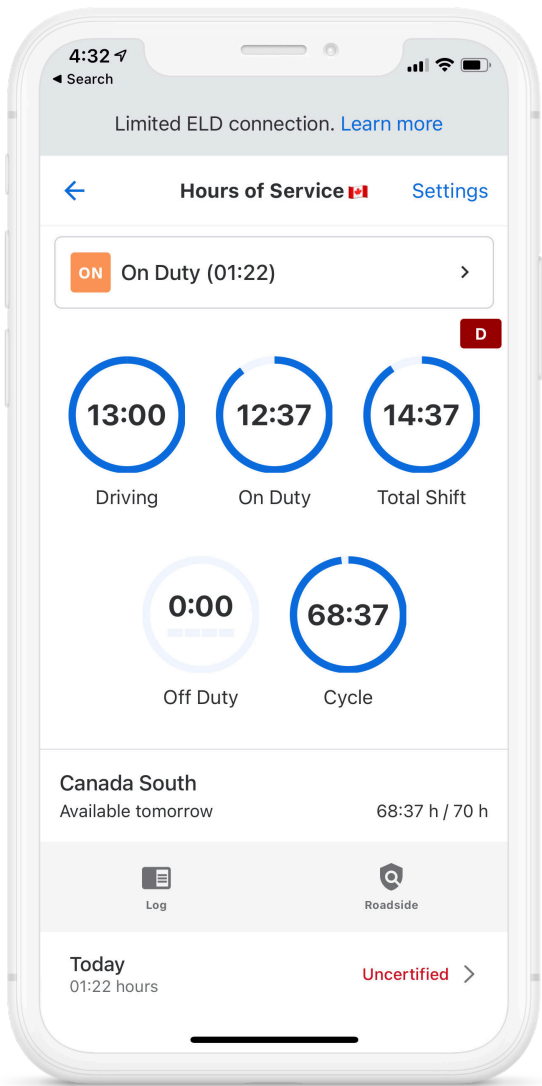 4:32
Search
Limited ELD connection. Learn more
Hours of Service Settings
ON On Duty (01:22)
D
13:00 12:37 14:37
Driving On Duty Total Shift
0:00 68:37
Off Duty Cycle
Canada South
Available tomorrow 68:37 h / 70 h
Log Roadside
Today
01:22 hours
Uncertified